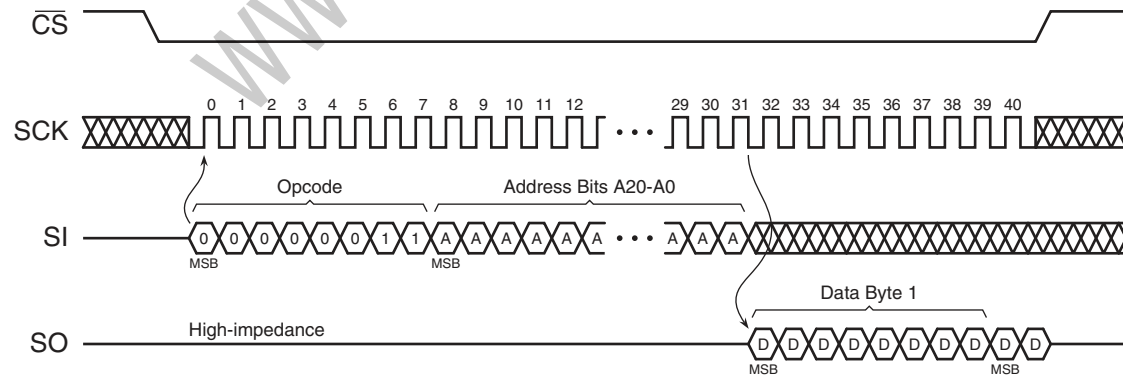 WW
CS
0 1 2 3 4 5 6 7 8 9 10 11 12 29 30 31 32 33 34 35 36 37 38 39 40
SCK
Opcode Address Bits A20-A0
SI 0 0 0 0 0 0 1 1 A A A A A A A A A
MSB MSB
Data Byte 1
High-impedance
SO D D D D D D D D D D
MSB MSB